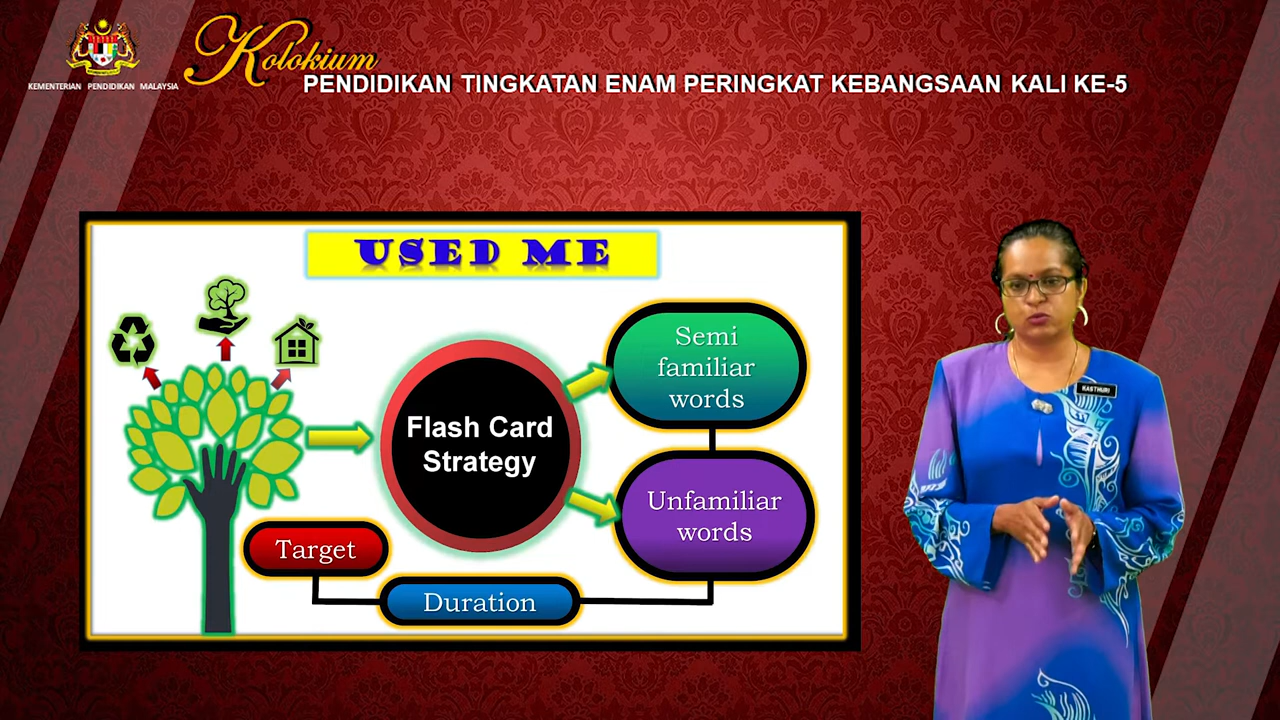 KEMENTERIAN PENDIDIKAN MALAYSIA
Kolokium
PENDIDIKAN TINGKATAN ENAM PERINGKAT KEBANGSAAN KALI KE-5
USED ME
Semi
familiar
words
Flash Card
Strategy
Unfamiliar
words
Target
Duration
KASTHURI